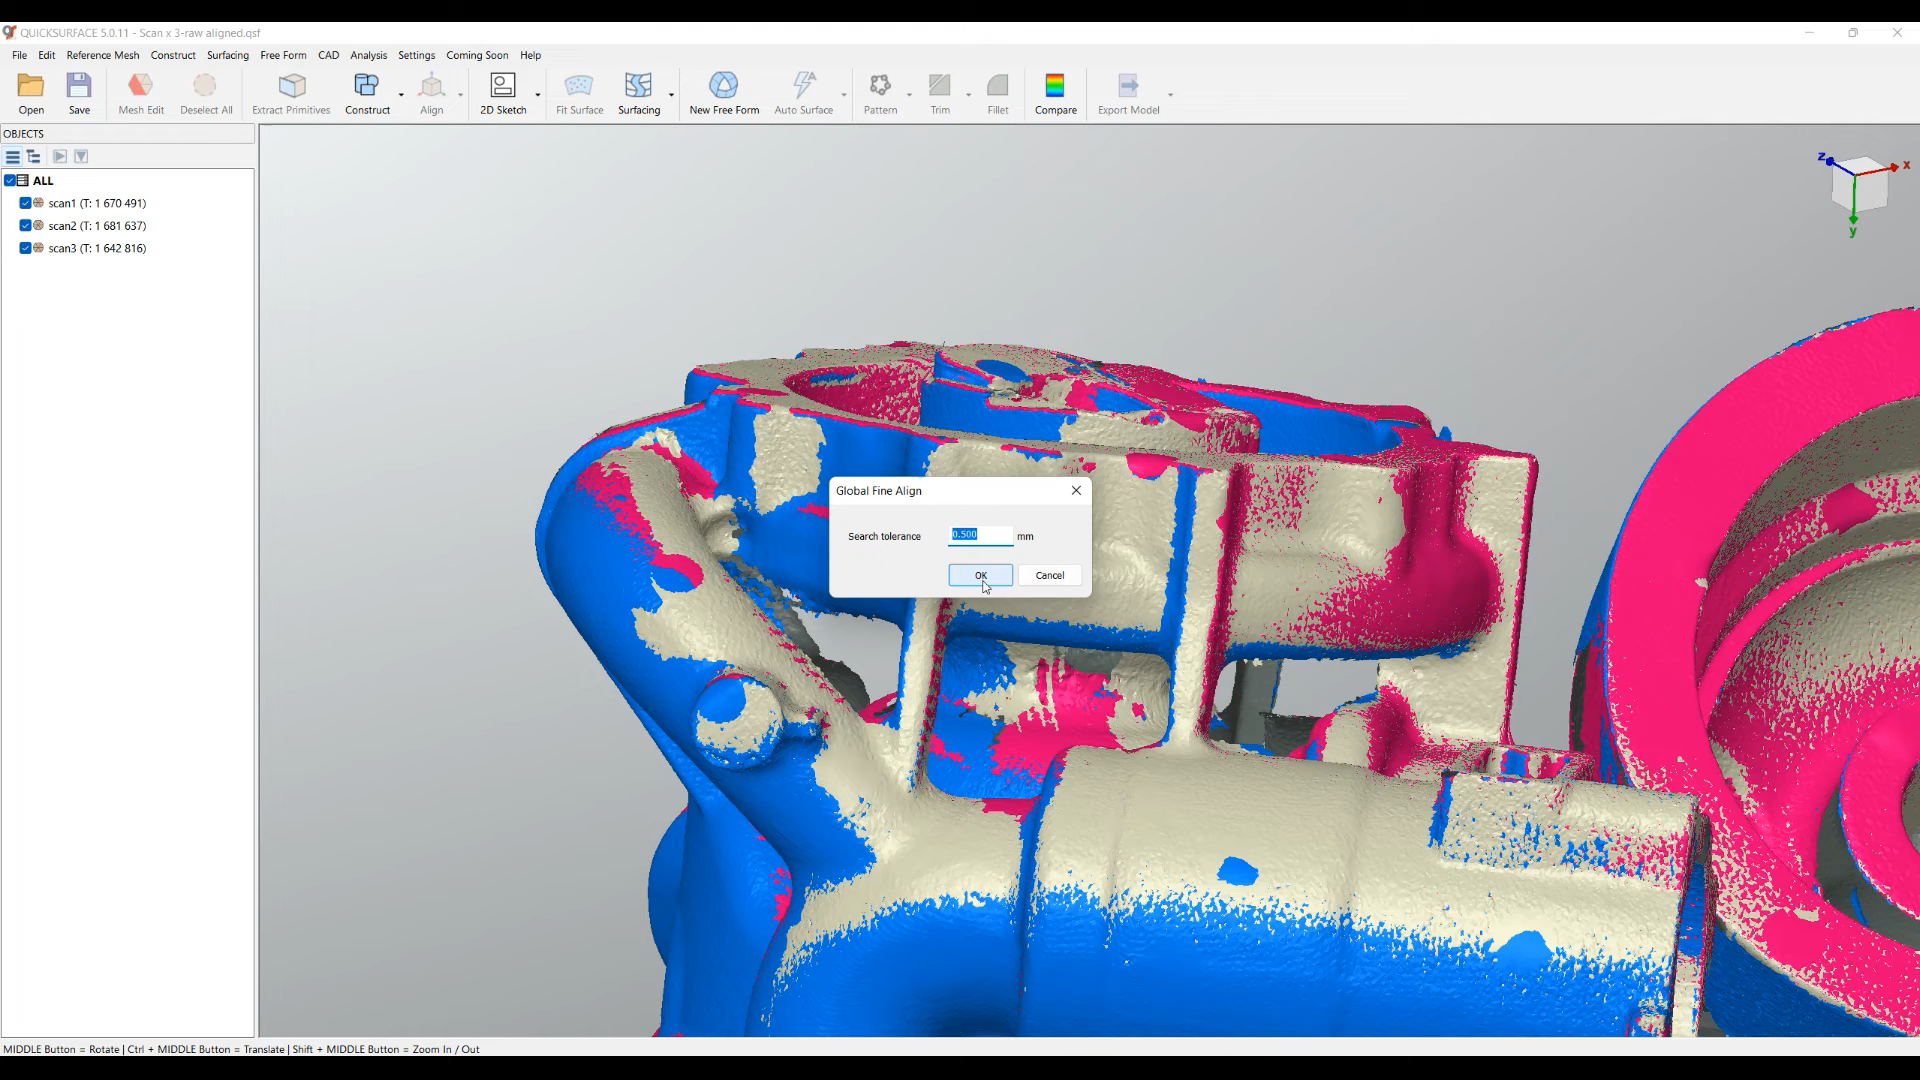 QUICKSURFACE 5.0.11 - Scan x 3-raw aligned.qsf
File Edit Reference Mesh Construct Surfacing Free Form CAD Analysis Settings Coming Soon Help
Open Save Mesh Edit Deselect All Extract Primitives Construct Align 2D Sketch Fit Surface Surfacing New Free Form Auto Surface Pattern Trim Fillet Compare Export Model
OBJECTS
ALL
scan1 (T: 1 670 491)
scan2 (T: 1 681 637)
scan3 (T: 1 642 816)
z x
y
Global Fine Align
Search tolerance 0.500 mm
OK Cancel
MIDDLE Button = Rotate | Ctrl + MIDDLE Button = Translate | Shift + MIDDLE Button = Zoom In / Out